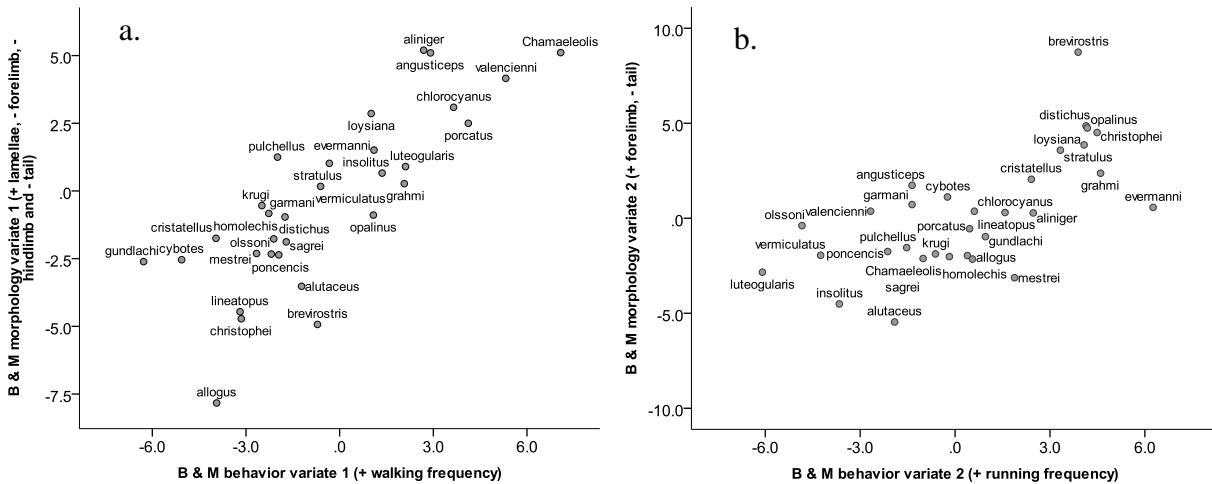 a.
B & M morphology variate 1 (+ lamellae, - forelimb, -
hindlimb and - tail)
5.0
2.5
.0
-2.5
-5.0
-7.5
aliniger
angusticeps
Chamaeleolis
valencienni
chlorocyanus
porcatus
loysiana
pulchellus
evermanni
insolitus
luteogularis
stratulus
vermiculatus
grahmi
krugi
garmani
opalinus
cristatellus
homolechis
distichus
gundlachi
cybotes
olssoni
sagrei
mestrei
poncencis
alutaceus
lineatopus
christophei
brevirostris
allogus
-6.0
-3.0
.0
3.0
6.0
B & M behavior variate 1 (+ walking frequency)
b.
B & M morphology variate 2 (+ forelimb, - tail)
10.0
5.0
.0
-5.0
-10.0
brevirostris
distichus
opalinus
christophei
loysiana
stratulus
cristatellus
grahmi
angusticeps
garmani
cybotes
evermanni
chlorocyanus
olssoni
valencienni
aliniger
porcatus
lineatopus
pulchellus
krugi
gundlachi
vermiculatus
poncencis
allogus
Chamaeleolis
homolechis
mestrei
luteogularis
sagrei
insolitus
alutaceus
-6.0
-3.0
.0
3.0
6.0
B & M behavior variate 2 (+ running frequency)